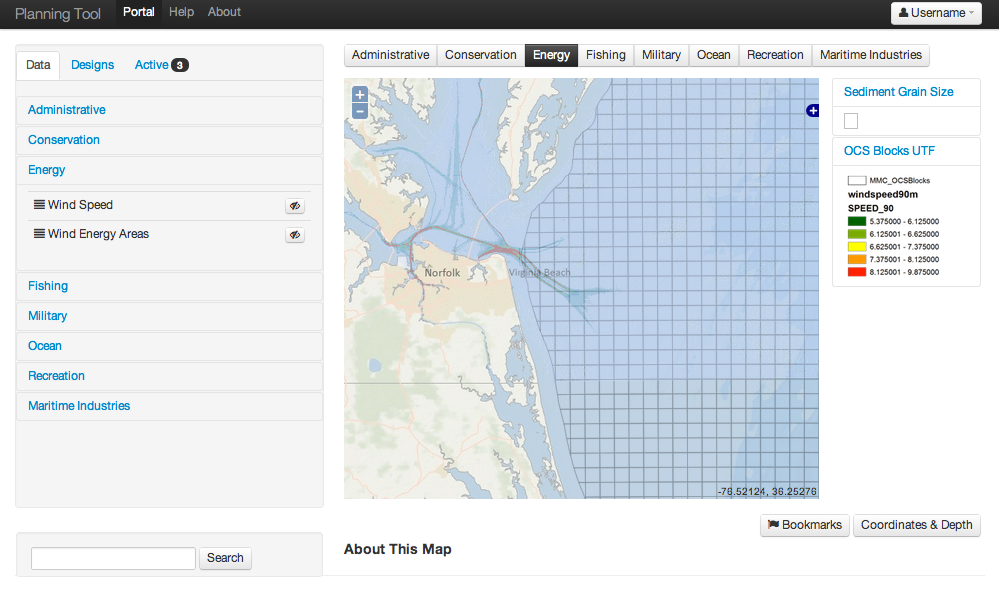 Planning Tool Portal Help About Username
Data Designs Active 3
Administrative
Conservation
Energy
Wind Speed
Wind Energy Areas
Fishing
Military
Ocean
Recreation
Maritime Industries
Search
Administrative Conservation Energy Fishing Military Ocean Recreation Maritime Industries
+
−
+
Norfolk
Virginia Beach
-76.52124, 36.25276
Sediment Grain Size
OCS Blocks UTF
MMC_OCSBlocks
windspeed90m
SPEED_90
5.375000 - 6.125000
6.125001 - 6.625000
6.625001 - 7.375000
7.375001 - 8.125000
8.125001 - 9.875000
Bookmarks Coordinates & Depth
About This Map